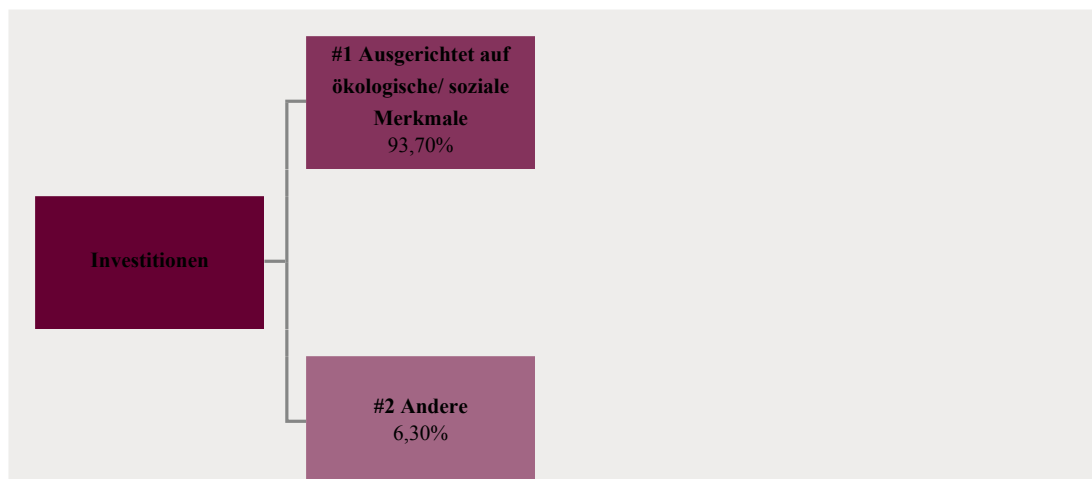 #1 Ausgerichtet auf
ökologische/ soziale
Merkmale
93,70%
Investitionen
#2 Andere
6,30%